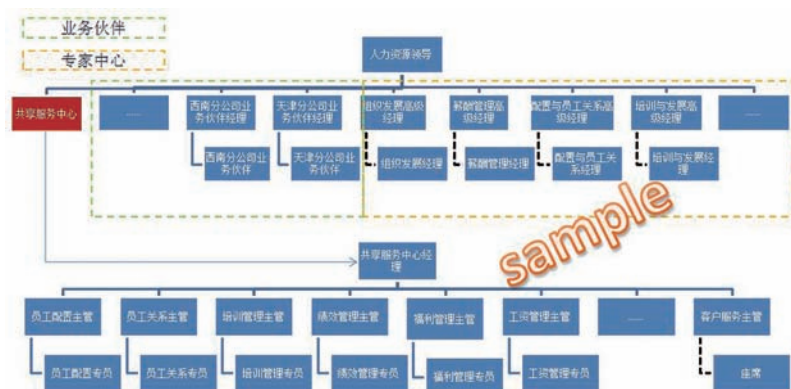 业务伙伴
专家中心
人力资源领导
共享服务中心
......
西南分公司业
务伙伴经理
天津分公司业
务伙伴经理
组织发展高级
经理
薪酬管理高级
经理
配置与员工关
系高级经理
培训与发展高
级经理
......
西南分公司业
务伙伴
天津分公司业
务伙伴
组织发展经理
薪酬管理经理
配置与员工关
系经理
培训与发展经
理
sample
共享服务中心经
理
员工配置主管
员工关系主管
培训管理主管
绩效管理主管
福利管理主管
工资管理主管
......
客户服务主管
员工配置专员
员工关系专员
培训管理专员
绩效管理专员
福利管理专员
工资管理专员
座席